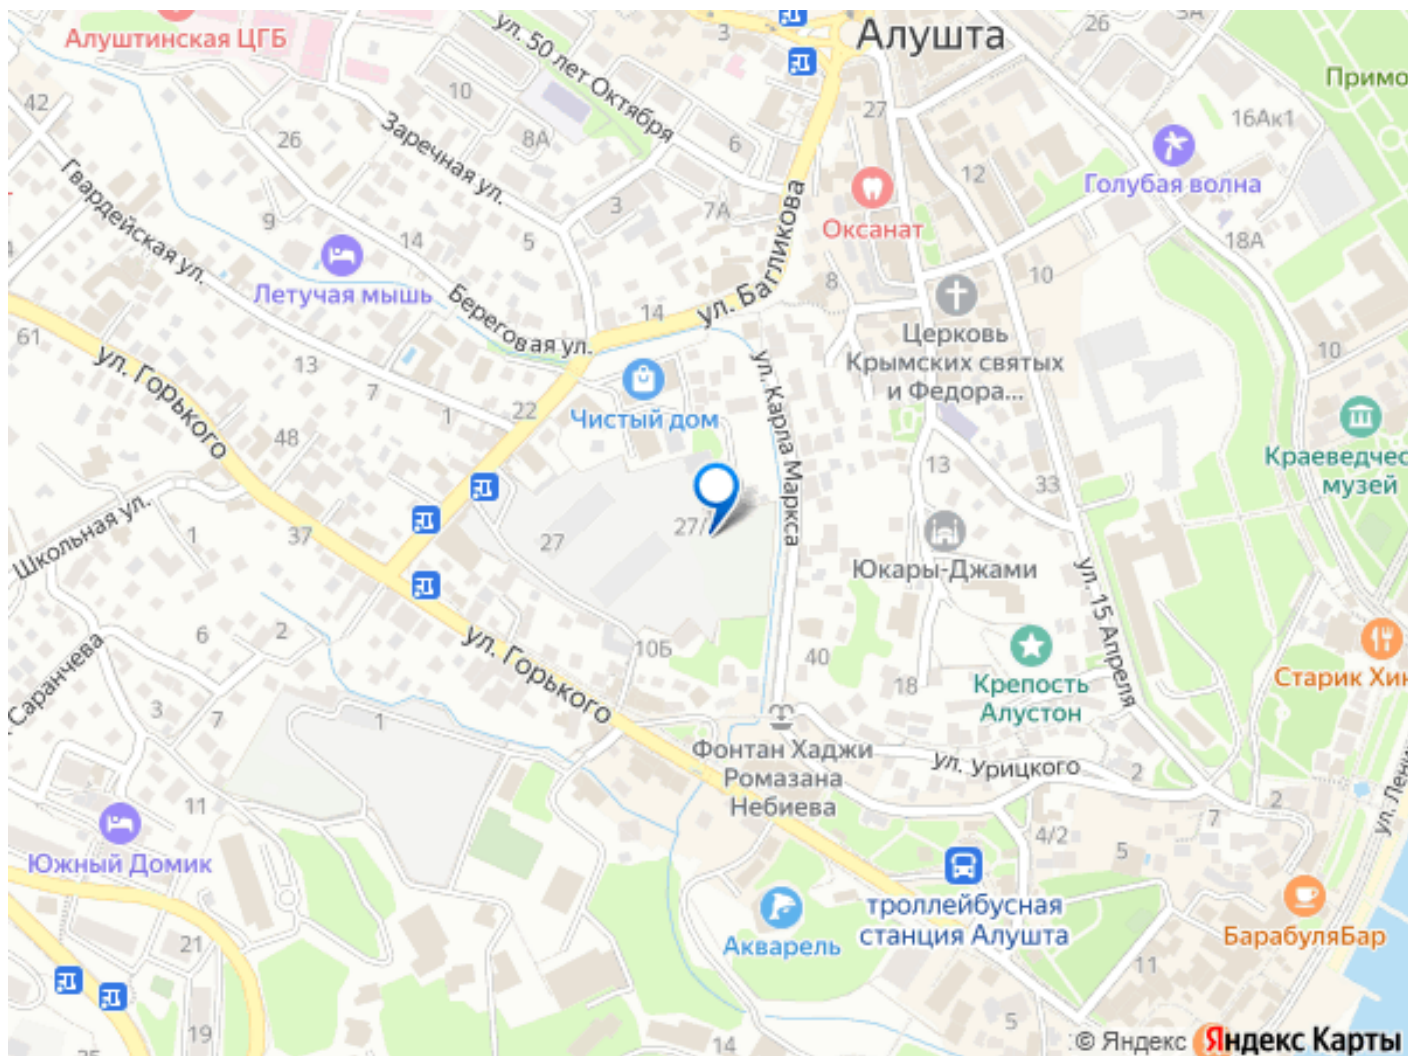 Алушта
Алуштинская ЦГБ
ул. 50 лет Октября
3
26
3А
Примо
42
10
8А
6
27
16Ак1
26
Заречная ул.
12
Голубая волна
Гвардейская ул.
9
14
3
7А
5
Оксанат
18А
Летучая мышь
Береговая ул.
14
ул. Багликова
8
10
Церковь
Крымских святых
и Федора...
61
ул. Горького
13
7
1
22
Чистый дом
ул. Карла Маркса
10
Краеведчес
музей
48
13
33
Школьная ул.
1
37
27
27/
Юкары-Джами
ул. 15 Апреля
6
2
ул. Горького
10Б
40
18
Крепость
Алустон
Старик Хин
Саранчева
3
7
1
Фонтан Хаджи
Ромазана
Небиева
ул. Урицкого
2
2
7
ул. Лени
11
4/2
5
Южный Домик
троллейбусная
станция Алушта
Акварель
БарабуляБар
21
11
19
5
© Яндекс
Яндекс Карты